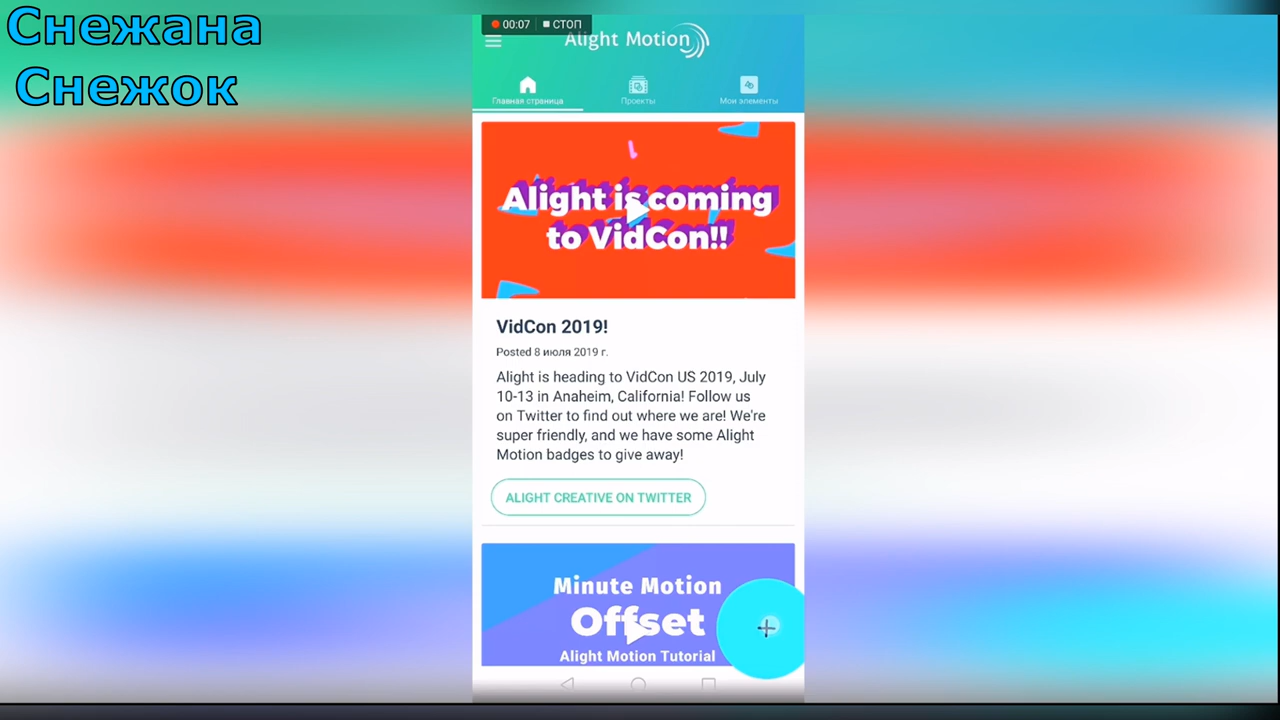 Снежана
Снежок
00:07 СТОП
Alight Motion
Главная страница
Проекты
Мои элементы
Alight is coming
to VidCon!!
VidCon 2019!
Posted 8 июля 2019 г.
Alight is heading to VidCon US 2019, July
10-13 in Anaheim, California! Follow us
on Twitter to find out where we are! We're
super friendly, and we have some Alight
Motion badges to give away!
ALIGHT CREATIVE ON TWITTER
Minute Motion
Offset
Alight Motion Tutorial